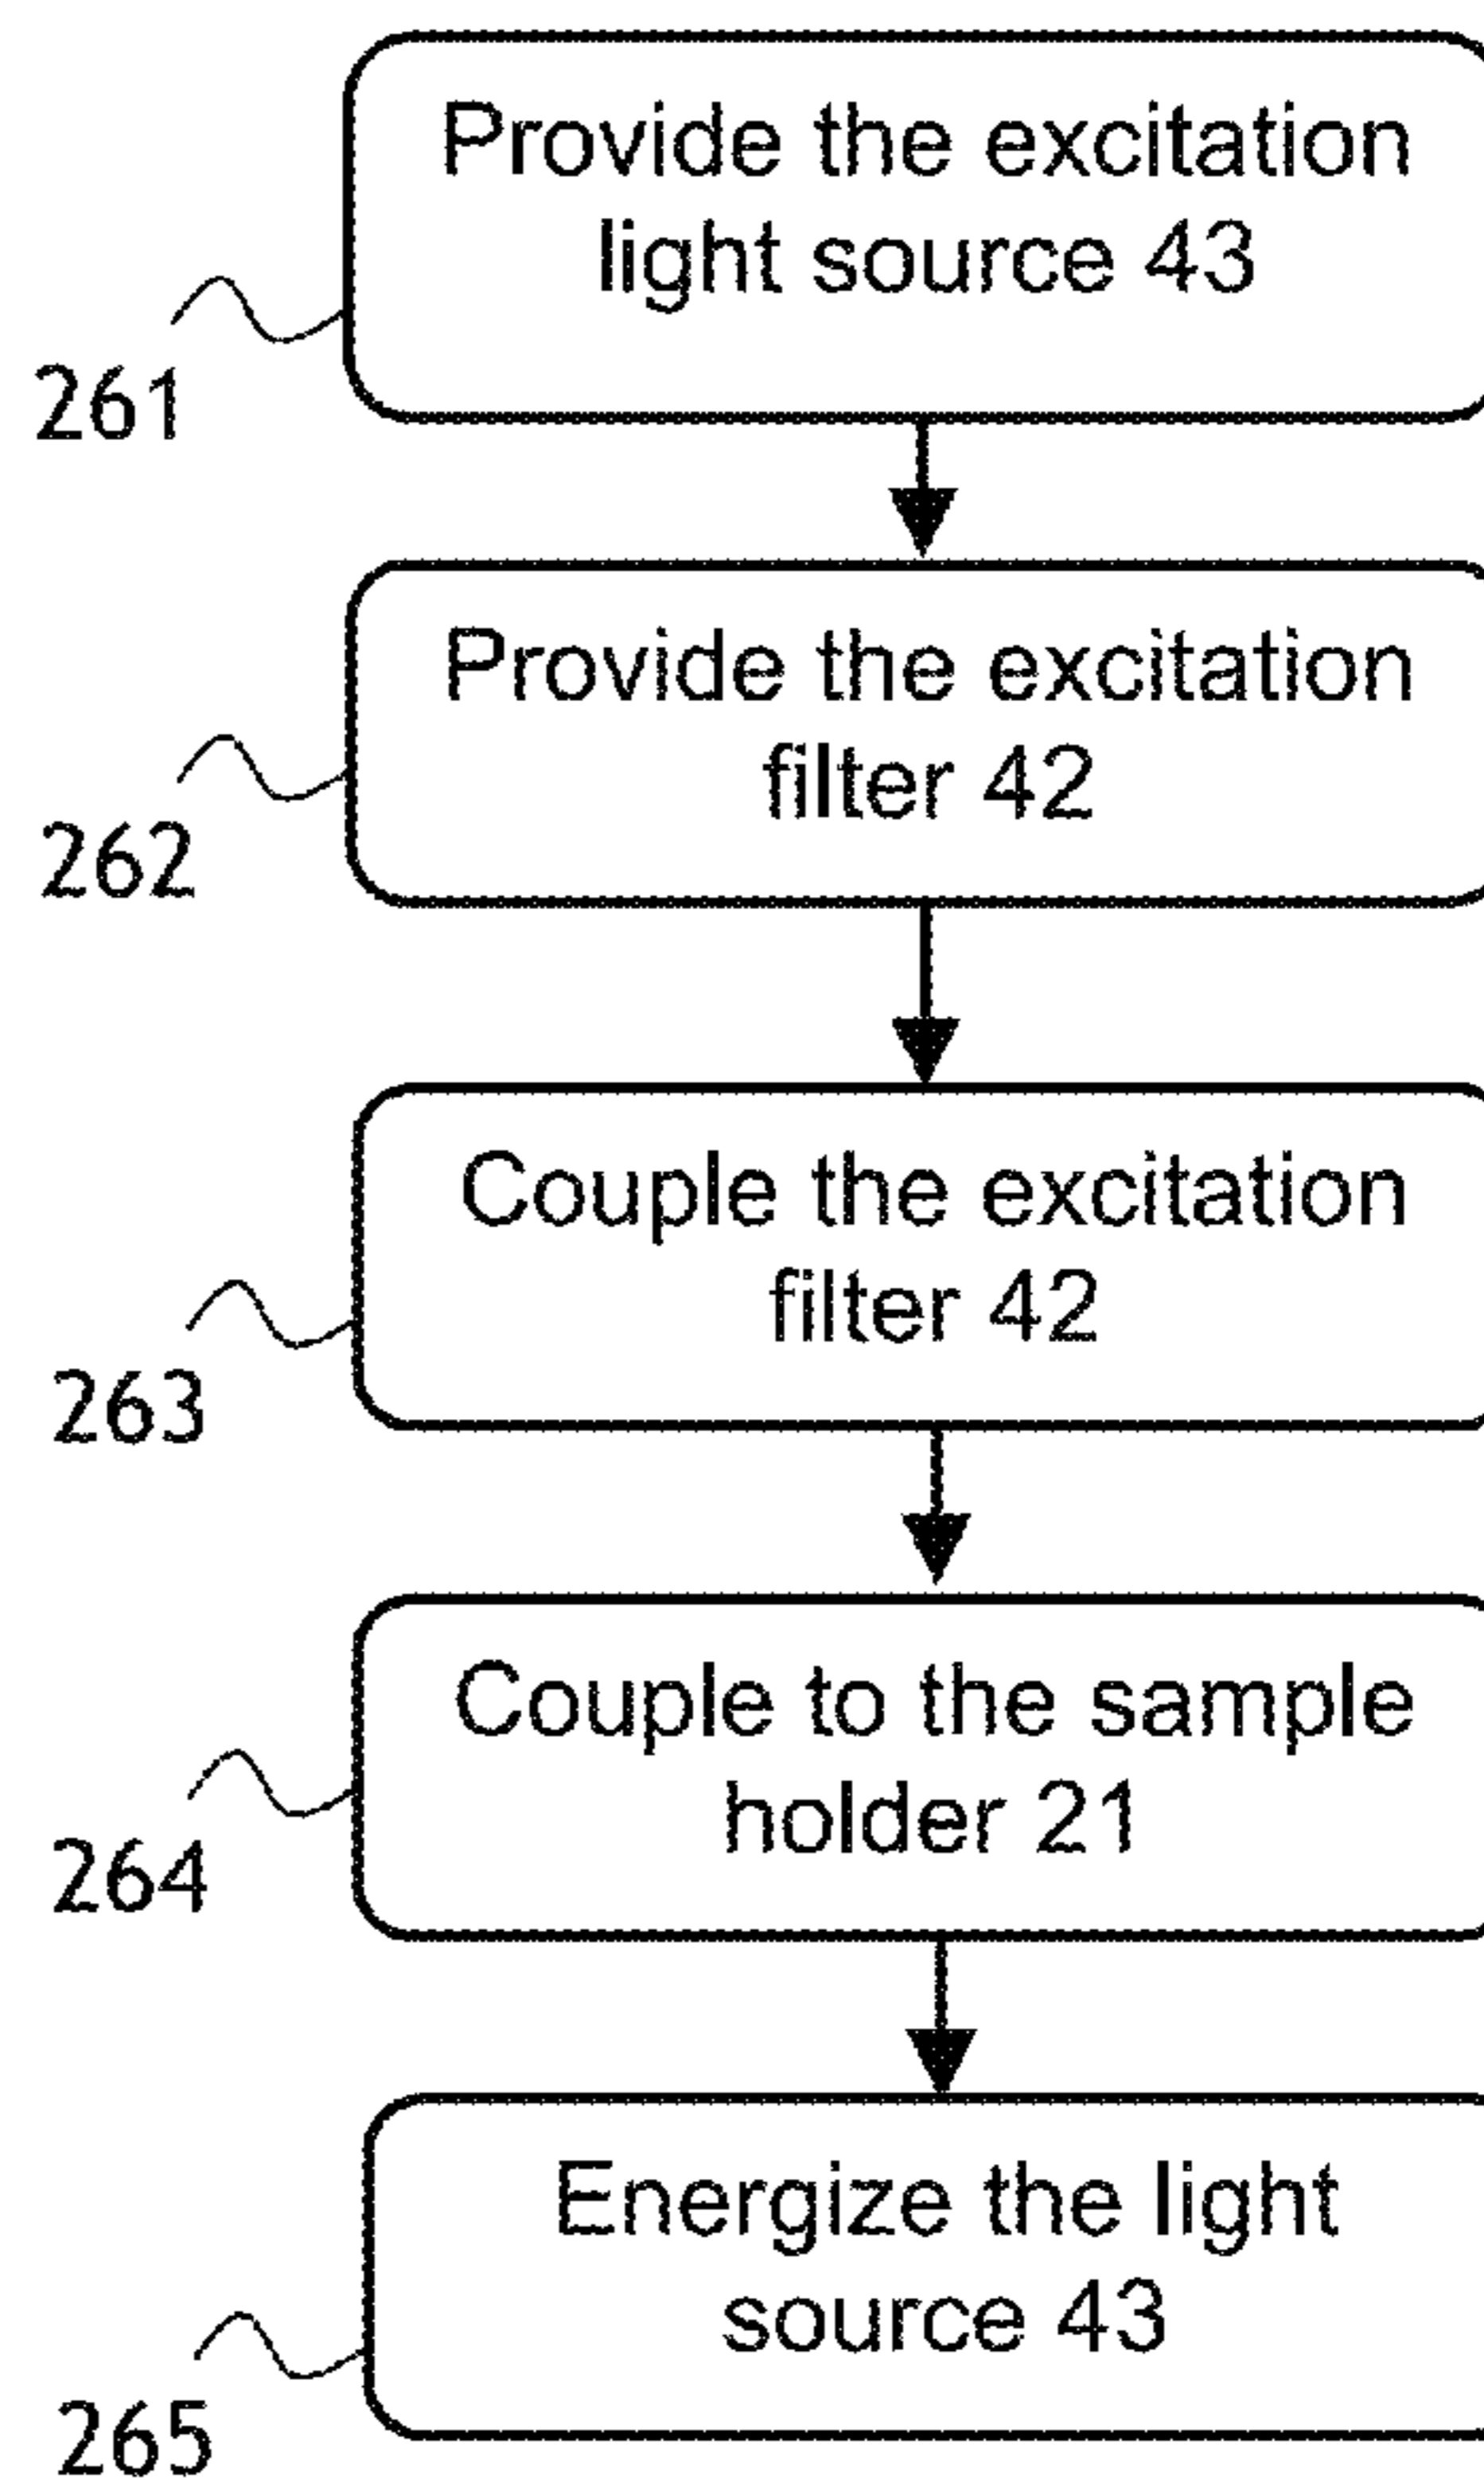 Provide the excitation
light source 43
261
Provide the excitation
filter 42
262
Couple the excitation
filter 42
263
Couple to the sample
holder 21
264
Energize the light
source 43
265